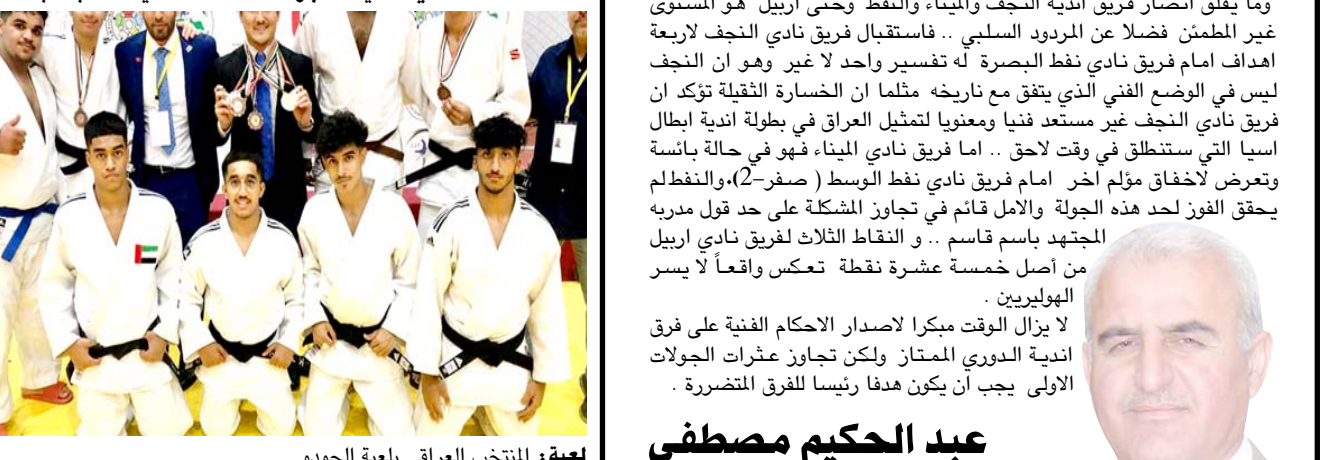 وما يقلق انصار فريق اندية النجف والميناء والنفط وحتى اربيل هو المستوى
غير المطمئن فضلا عن المردود السلبي .. فاستقبال فريق نادي النجف لاربعة
اهداف امام فريق نادي نفط البصرة له تفسير واحد لا غير وهو ان النجف
ليس في الوضع الفني الذي يتفق مع تاريخه مثلما ان الخسارة الثقيلة تؤكد ان
فريق نادي النجف غير مستعد فنيا ومعنويا لتمثيل العراق في بطولة اندية ابطال
اسيا التي ستنطلق في وقت لاحق .. اما فريق نادي الميناء فهو في حالة بائسة
وتعرض لاخفاق مؤلم اخر امام فريق نادي نفط الوسط ( صفر-2).والنفط لم
يحقق الفوز لحد هذه الجولة والامل قائم في تجاوز المشكلة على حد قول مدربه
المجتهد باسم قاسم .. و النقاط الثلاث لفريق نادي اربيل
من أصل خمسة عشرة نقطة تعكس واقعاً لا يسر
الهوليريين .
لا يزال الوقت مبكرا لاصدار الاحكام الفنية على فرق
اندية الدوري الممتاز ولكن تجاوز عثرات الجولات
الاولى يجب ان يكون هدفا رئيسا للفرق المتضررة .
عبد الحكيم مصطفى
لعبة: المنتخب العراقي بلعبة الجودو